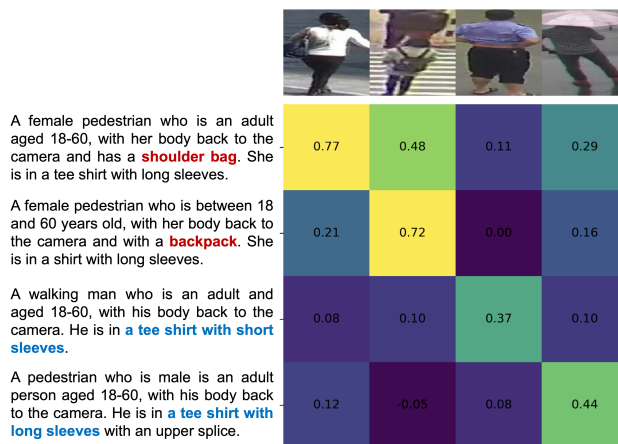 A female pedestrian who is an adult
aged 18-60, with her body back to the
camera and has a shoulder bag. She
is in a tee shirt with long sleeves.
0.77 0.48 0.11 0.29
A female pedestrian who is between 18
and 60 years old, with her body back to
the camera and with a backpack. She
is in a shirt with long sleeves.
0.21 0.72 0.00 0.16
A walking man who is an adult and
aged 18-60, with his body back to the
camera. He is in a tee shirt with short
sleeves.
0.08 0.10 0.37 0.10
A pedestrian who is male is an adult
person aged 18-60, with his body back
to the camera. He is in a tee shirt with
long sleeves with an upper splice.
0.12 -0.05 0.08 0.44